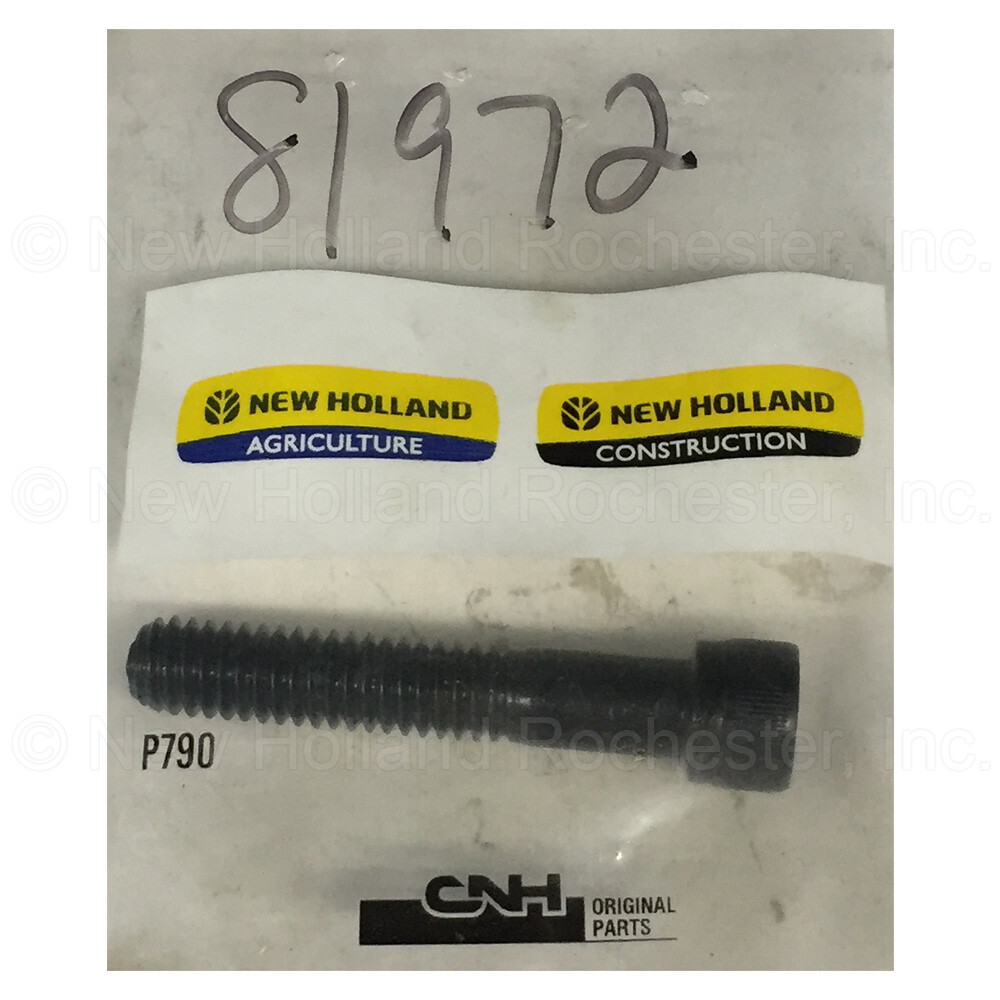 81972
© New Holland Rochester, Inc.
NEW HOLLAND
AGRICULTURE
NEW HOLLAND
CONSTRUCTION
© New Holland Rochester, Inc.
P790
© New Holland Rochester, Inc.
CNH
ORIGINAL
PARTS